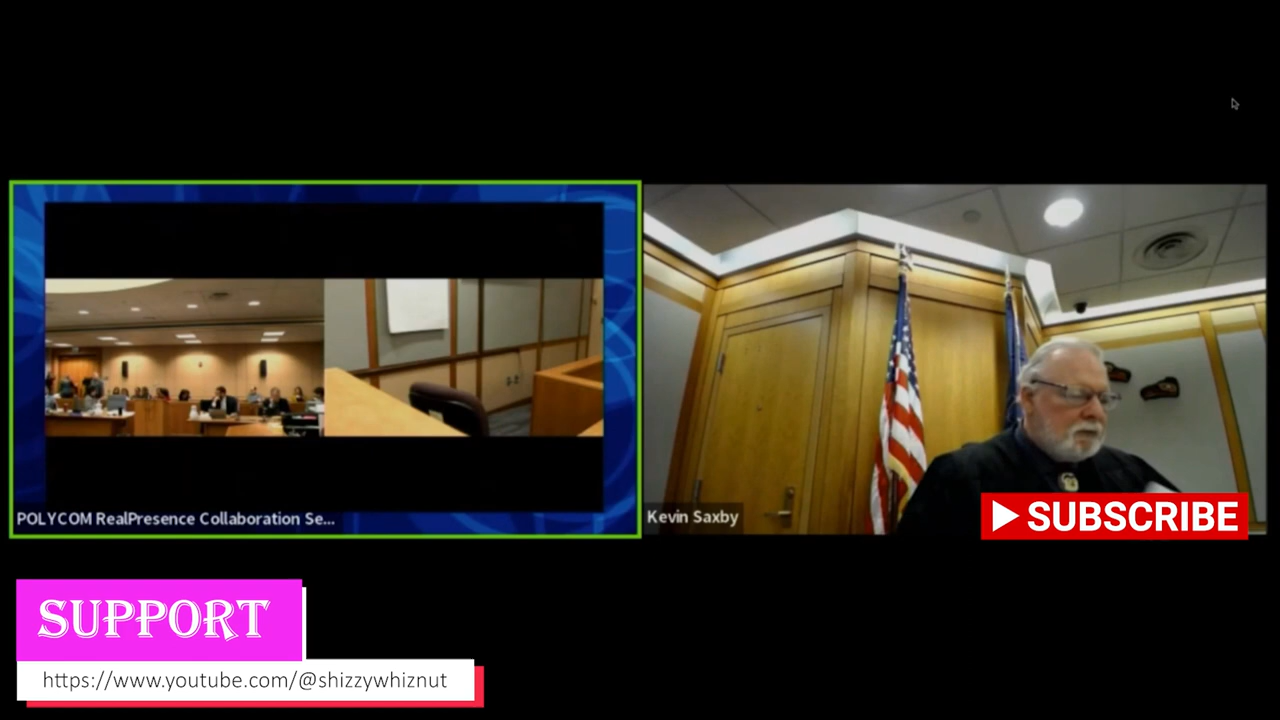 POLYCOM RealPresence Collaboration Se...
Kevin Saxby
SUBSCRIBE
SUPPORT
https://www.youtube.com/@shizzywhiznut